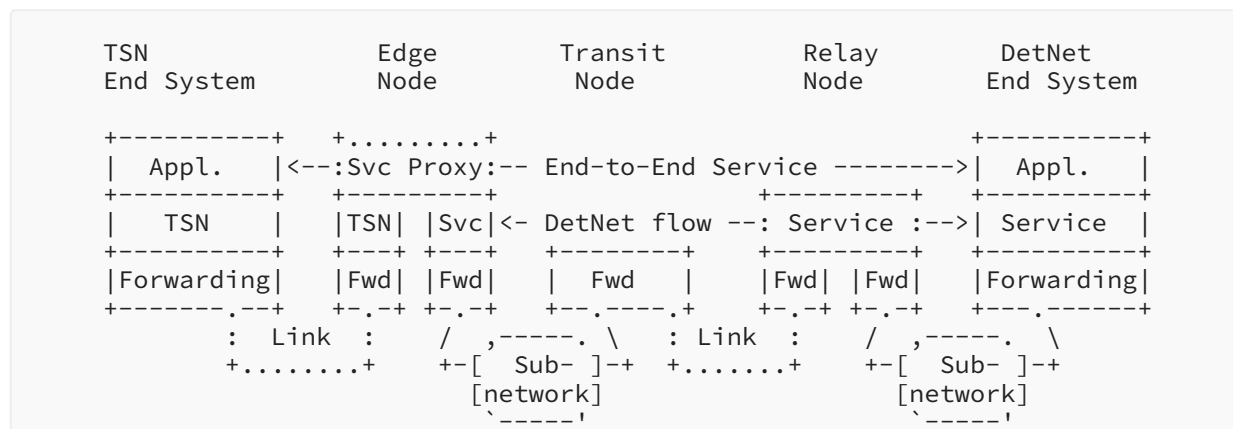 TSN                Edge          Transit          Relay         DetNet
End System         Node            Node            Node        End System

+----------+    +.........+                                  +-----------+
|  Appl.   |<--:Svc Proxy:-- End-to-End Service -------->|  Appl.    |
+----------+    +---------+                 +---------+    +-----------+
|   TSN    |    |TSN| |Svc|<- DetNet flow --: Service :-->| Service  |
+----------+    +---+ +---+    +--------+    +---------+    +-----------+
|Forwarding|    |Fwd| |Fwd|    |  Fwd   |    |Fwd| |Fwd|    |Forwarding|
+-------.--+    +-.-+ +-.-+    +--.----.+    +-.-+ +-.-+    +---.------+
: Link :    /  ,-----. \   : Link  :    /  ,-----.  \
+........+    +-[  Sub- ]-+  +.......+    +-[  Sub- ]-+
[network]                     [network]
`-----'                       `-----'